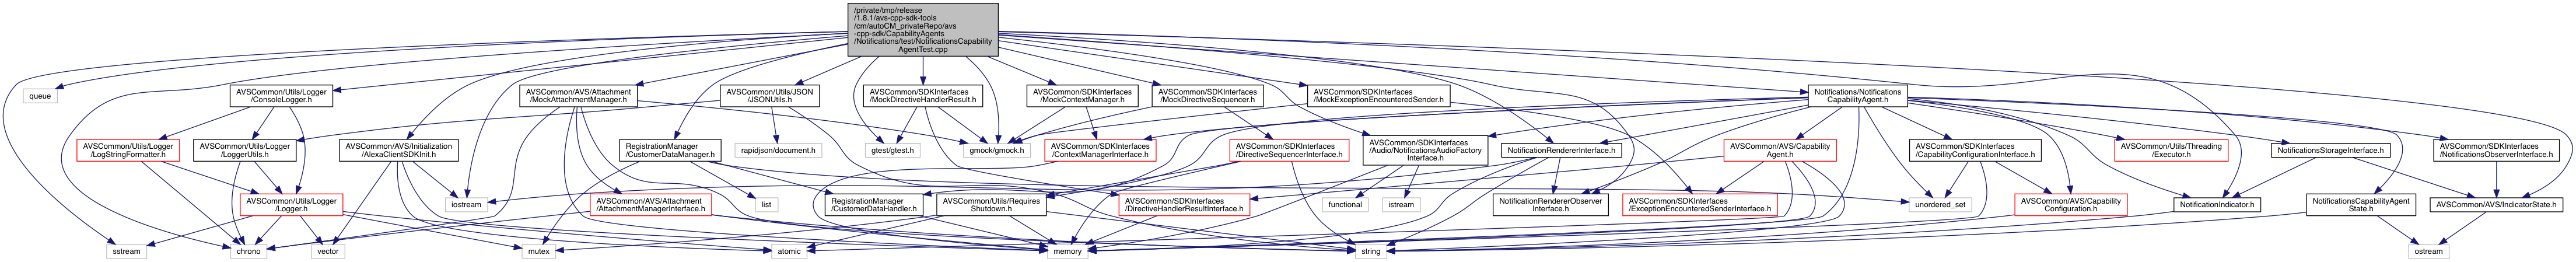 /private/tmp/release
/1.8.1/avs-cpp-sdk-tools
/cm/autoCM_privateRepo/avs
-cpp-sdk/CapabilityAgents
/Notifications/test/NotificationsCapability
AgentTest.cpp
queue
AVSCommon/Utils/Logger
/ConsoleLogger.h
AVSCommon/AVS/Attachment
/MockAttachmentManager.h
AVSCommon/Utils/JSON
/JSONUtils.h
AVSCommon/SDKInterfaces
/MockDirectiveHandlerResult.h
AVSCommon/SDKInterfaces
/MockContextManager.h
AVSCommon/SDKInterfaces
/MockDirectiveSequencer.h
AVSCommon/SDKInterfaces
/MockExceptionEncounteredSender.h
Notifications/Notifications
CapabilityAgent.h
AVSCommon/Utils/Logger
/LogStringFormatter.h
AVSCommon/Utils/Logger
/LoggerUtils.h
AVSCommon/AVS/Initialization
/AlexaClientSDKInit.h
iostream
RegistrationManager
/CustomerDataManager.h
rapidjson/document.h
gtest/gtest.h
gmock/gmock.h
AVSCommon/SDKInterfaces
/ContextManagerInterface.h
AVSCommon/SDKInterfaces
/DirectiveSequencerInterface.h
AVSCommon/SDKInterfaces
/Audio/NotificationsAudioFactory
Interface.h
NotificationRendererInterface.h
AVSCommon/AVS/Capability
Agent.h
AVSCommon/SDKInterfaces
/CapabilityConfigurationInterface.h
AVSCommon/Utils/Threading
/Executor.h
NotificationsStorageInterface.h
AVSCommon/SDKInterfaces
/NotificationsObserverInterface.h
AVSCommon/Utils/Logger
/Logger.h
AVSCommon/AVS/Attachment
/AttachmentManagerInterface.h
list
RegistrationManager
/CustomerDataHandler.h
AVSCommon/Utils/Requires
Shutdown.h
AVSCommon/SDKInterfaces
/DirectiveHandlerResultInterface.h
functional
istream
NotificationRendererObserver
Interface.h
AVSCommon/SDKInterfaces
/ExceptionEncounteredSenderInterface.h
unordered_set
AVSCommon/AVS/Capability
Configuration.h
NotificationIndicator.h
NotificationsCapabilityAgent
State.h
AVSCommon/AVS/IndicatorState.h
sstream
chrono
vector
mutex
atomic
memory
string
ostream